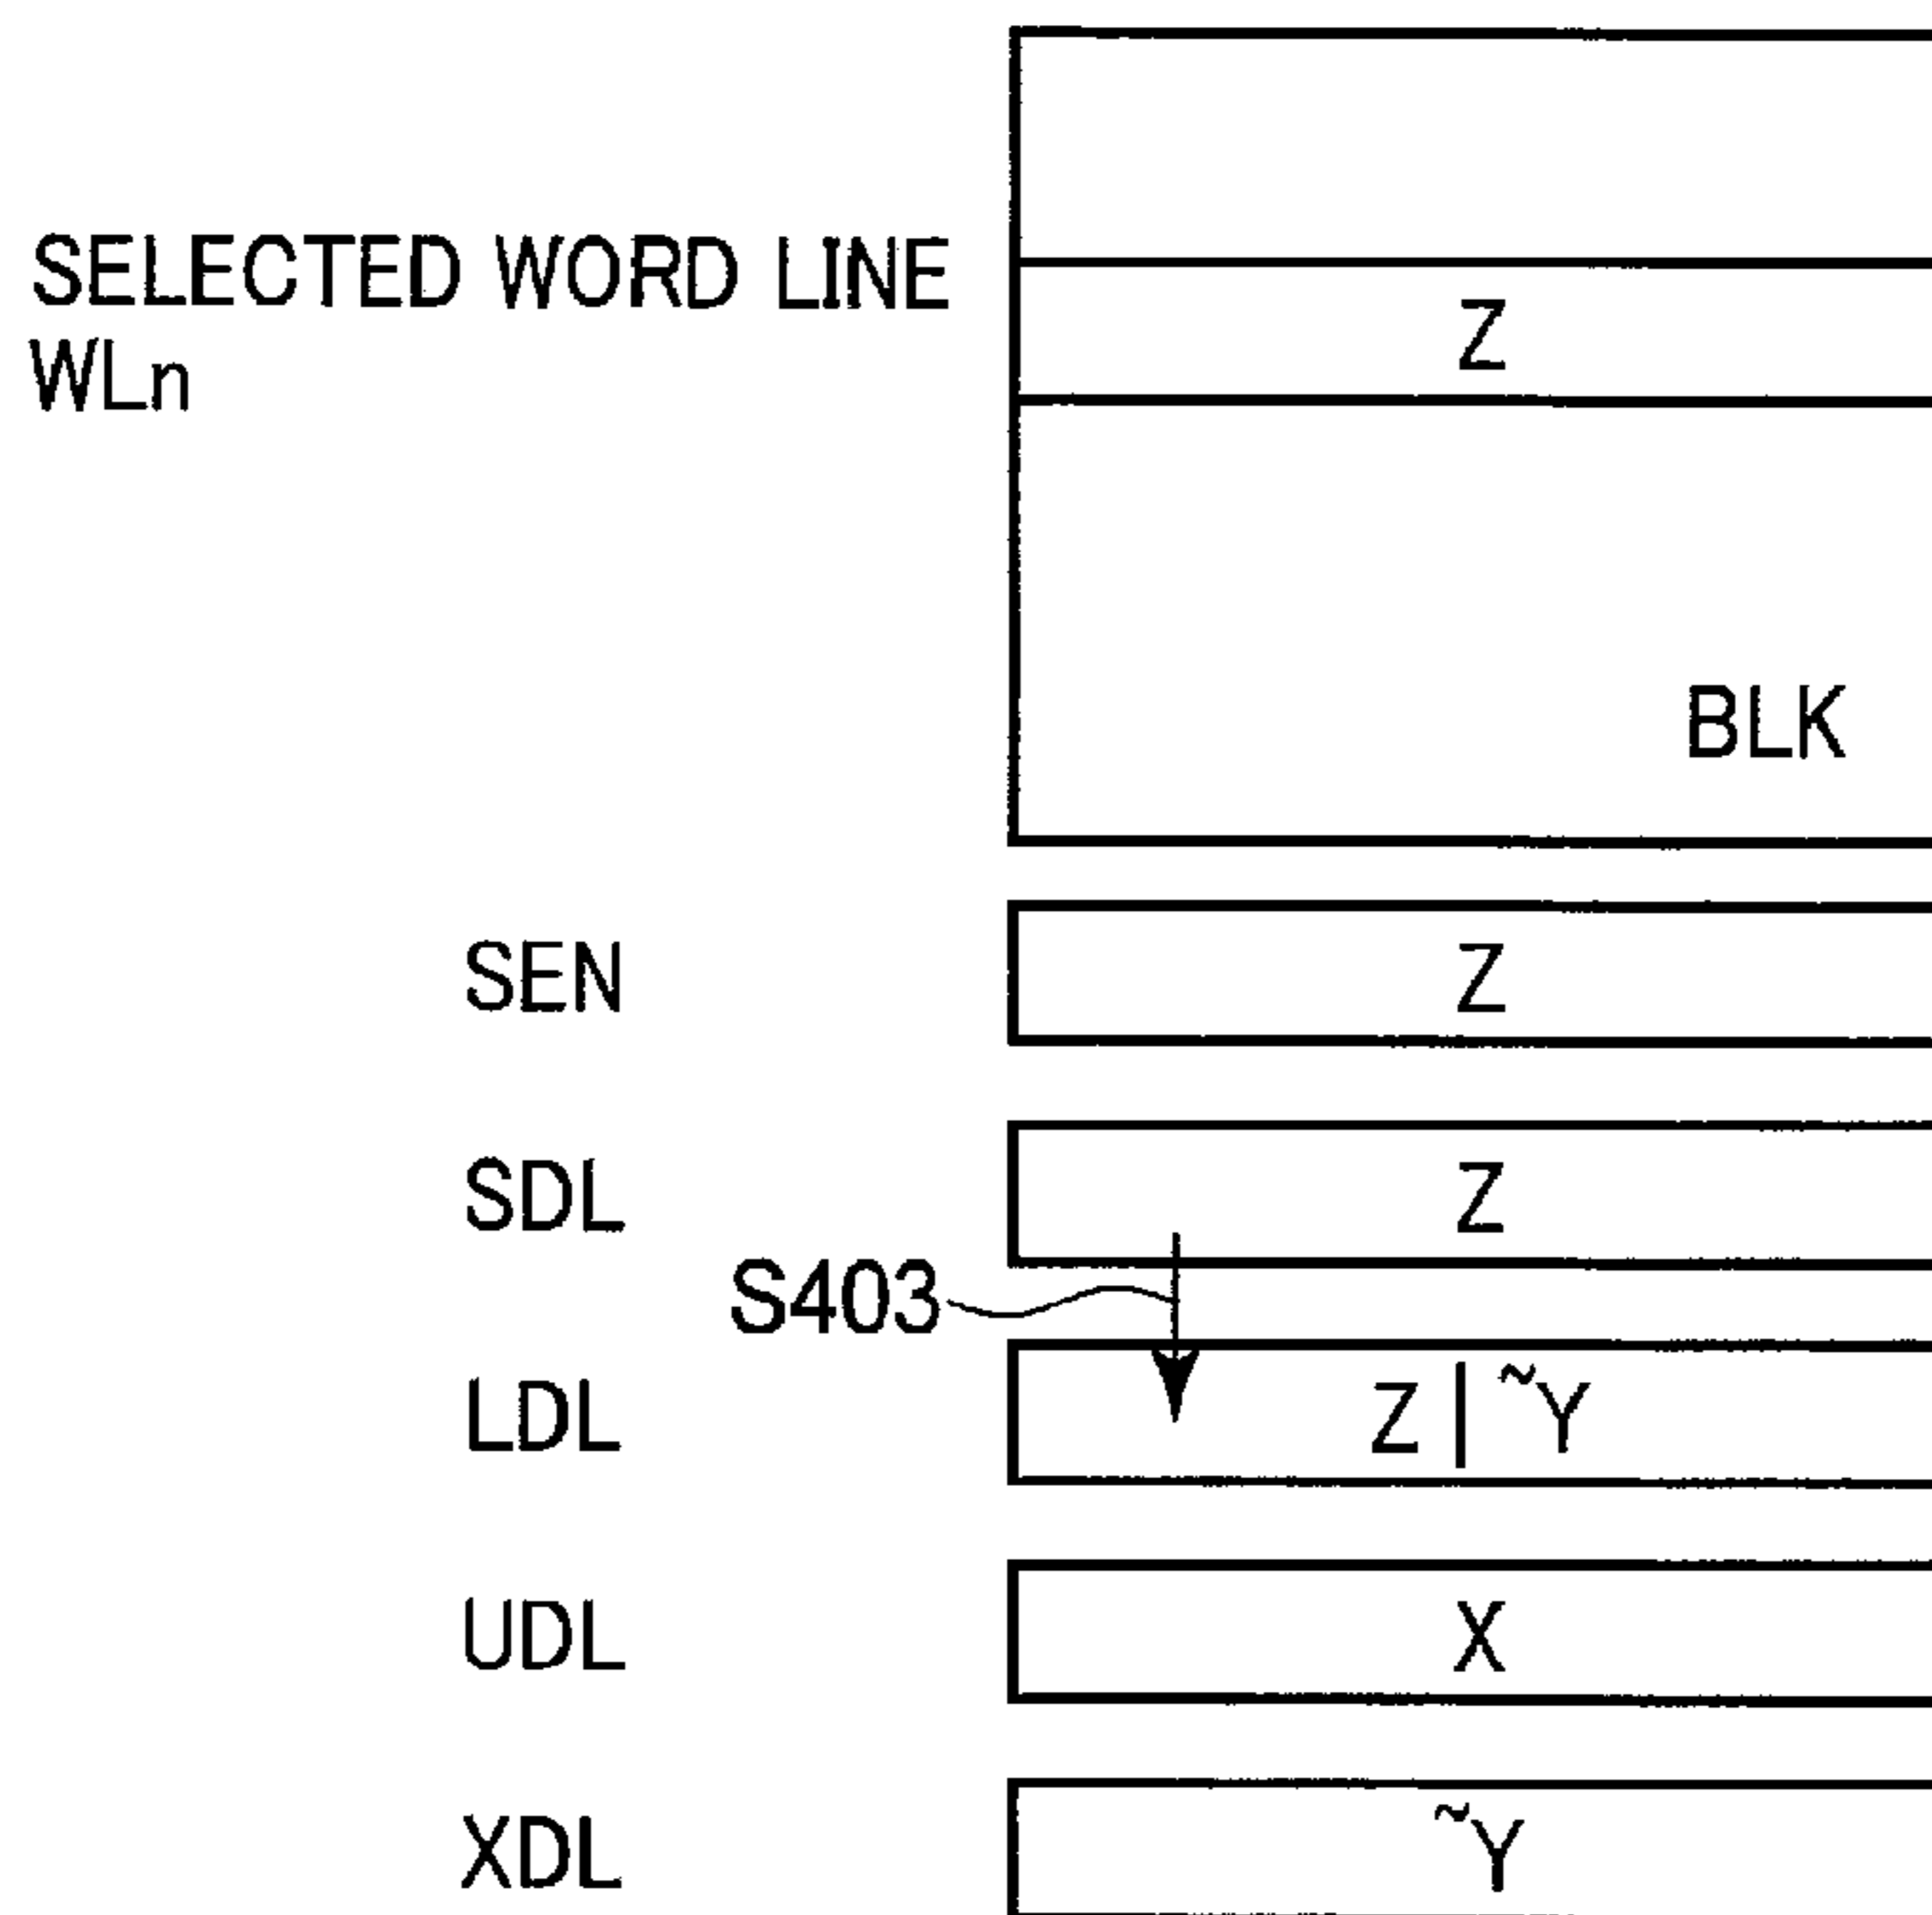 SELECTED WORD LINE
WLn
Z
BLK
SEN
Z
SDL
Z
S403
LDL
Z | ~Y
UDL
X
XDL
~Y